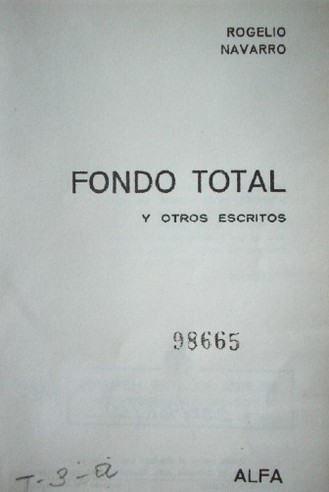 ROGELIO
NAVARRO
FONDO TOTAL
Y OTROS ESCRITOS
98665
T-3-a
ALFA